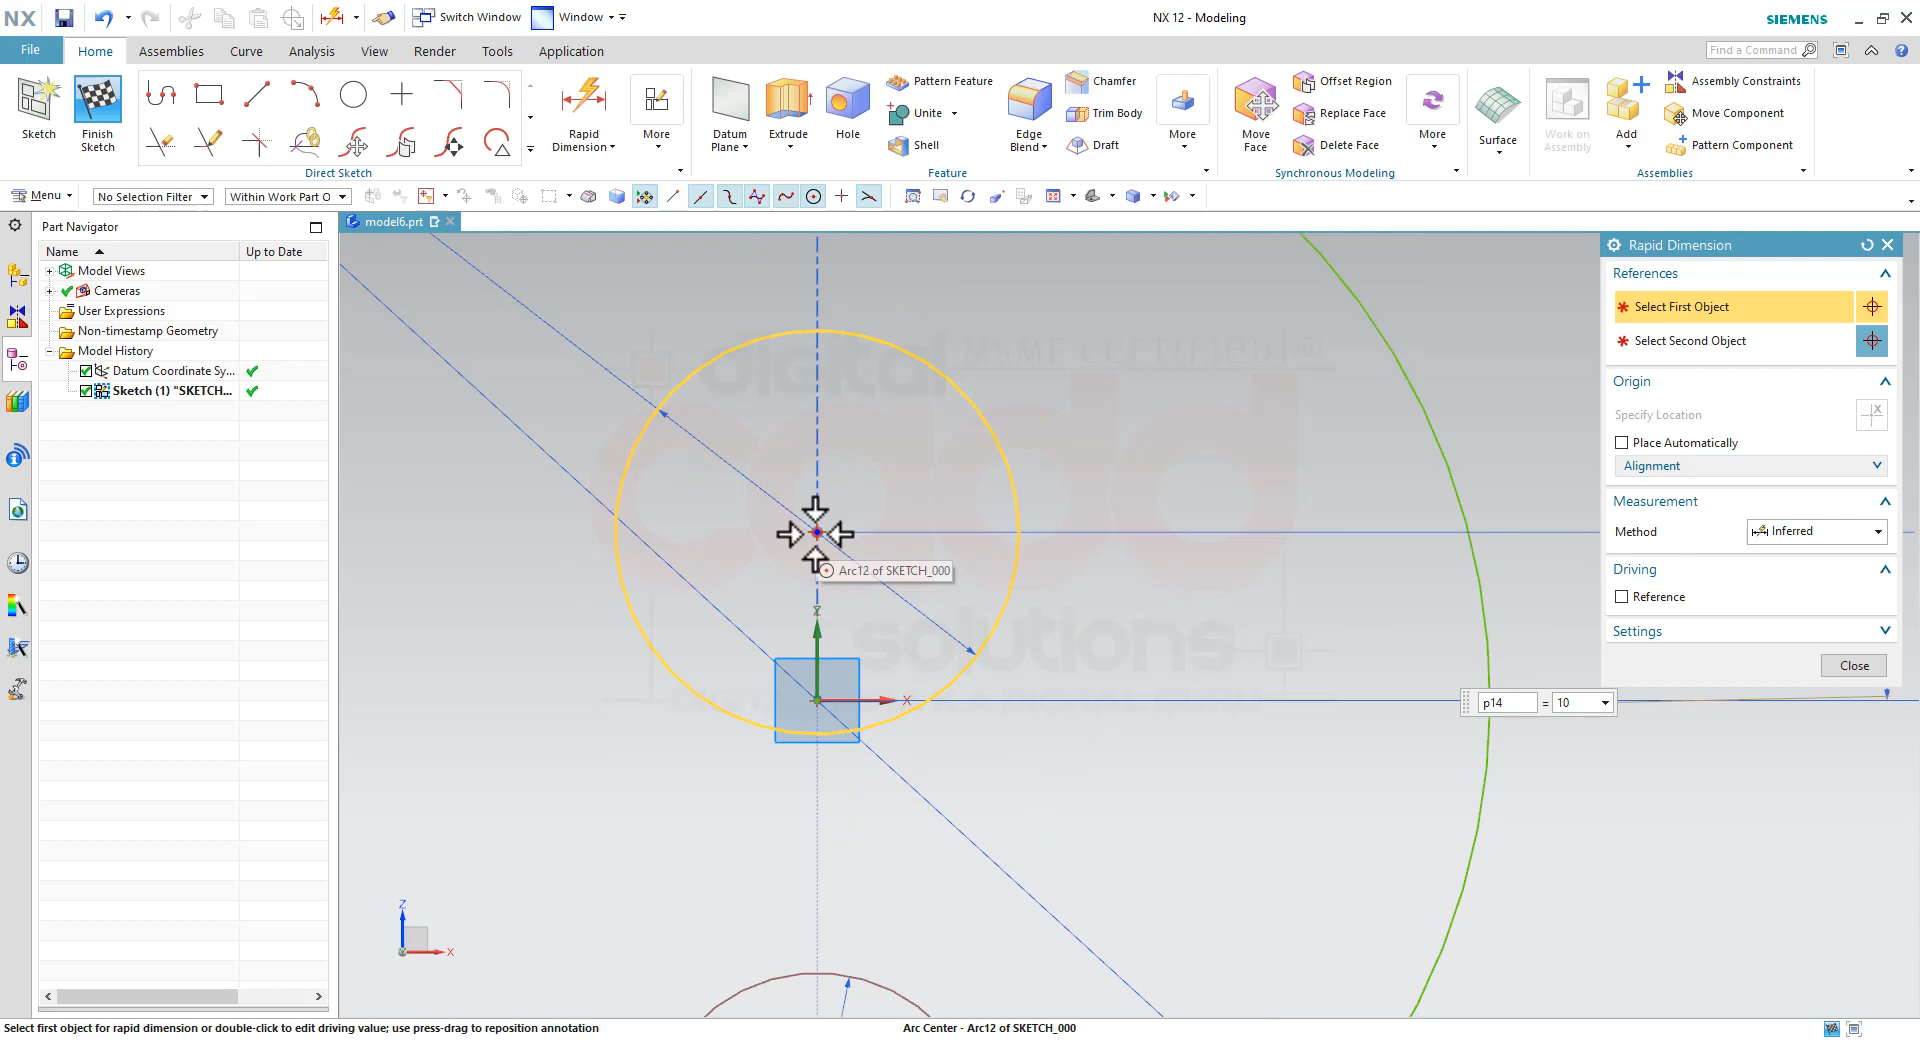 NX
Switch Window
Window
NX 12 - Modeling
SIEMENS
File
Home
Assemblies
Curve
Analysis
View
Render
Tools
Application
Find a Command
Sketch
Finish Sketch
Rapid Dimension
More
Direct Sketch
Datum Plane
Extrude
Hole
Pattern Feature
Unite
Shell
Edge Blend
Chamfer
Trim Body
Draft
More
Feature
Move Face
Offset Region
Replace Face
Delete Face
More
Synchronous Modeling
Surface
Work on Assembly
Add
Assembly Constraints
Move Component
Pattern Component
Assemblies
Menu
No Selection Filter
Within Work Part O
Part Navigator
model6.prt
Name
Up to Date
Model Views
Cameras
User Expressions
Non-timestamp Geometry
Model History
Datum Coordinate Sy...
Sketch (1) "SKETCH...
digital
cadd
solutions
Arc12 of SKETCH_000
Z
X
Z
X
Rapid Dimension
References
* Select First Object
* Select Second Object
Origin
Specify Location
Place Automatically
Alignment
Measurement
Method
Inferred
Driving
Reference
Settings
Close
p14 = 10
Select first object for rapid dimension or double-click to edit driving value; use press-drag to reposition annotation
Arc Center - Arc12 of SKETCH_000